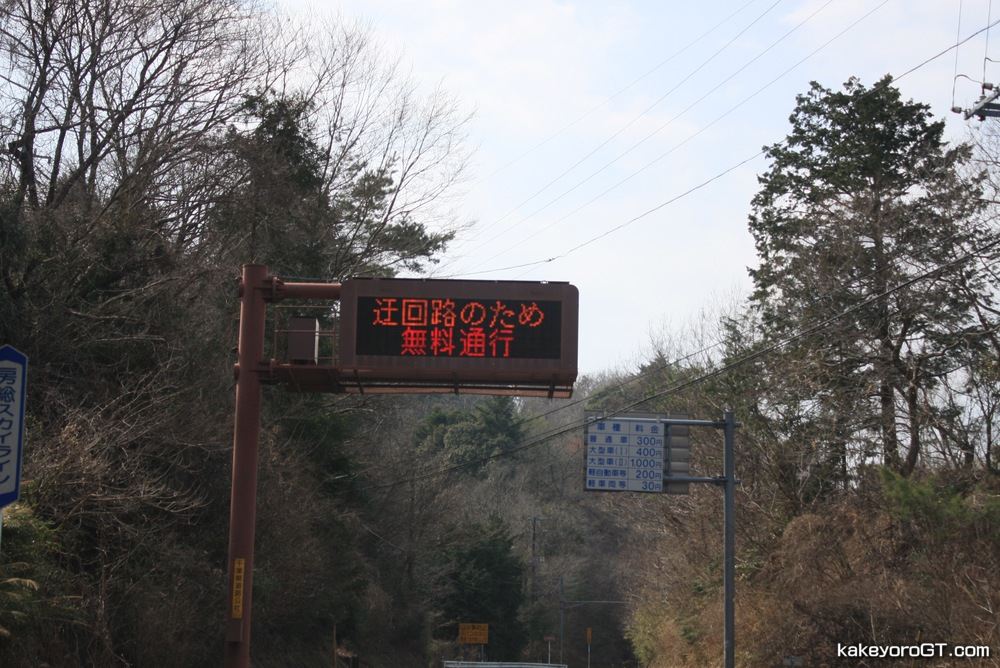 迂回路のため
無料通行
房総スカイライン
車種 料金
普通車 300円
大型車(Ⅰ) 400円
大型車(Ⅱ) 1,000円
軽自動車等 200円
軽車両等 30円
kakeyoroGT.com